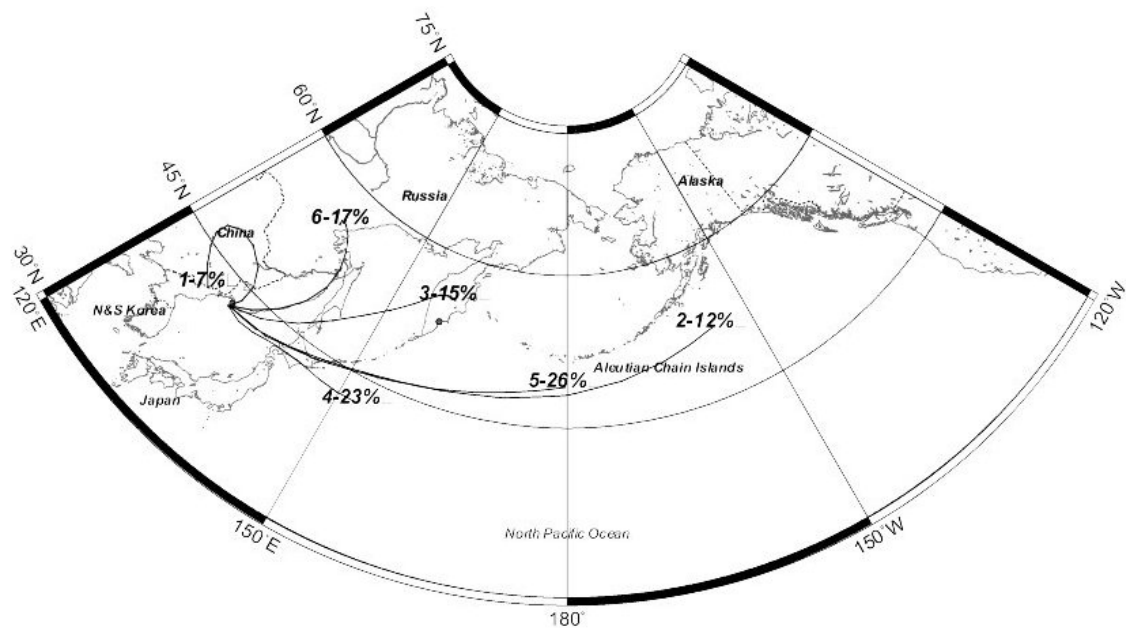 75°N
60°N
45°N
30°N
120°E
Russia
Alaska
China
6-17%
1-7%
N&S Korea
3-15%
2-12%
120°W
Aleutian Chain Islands
5-26%
4-23%
Japan
150°E
North Pacific Ocean
150°W
180°